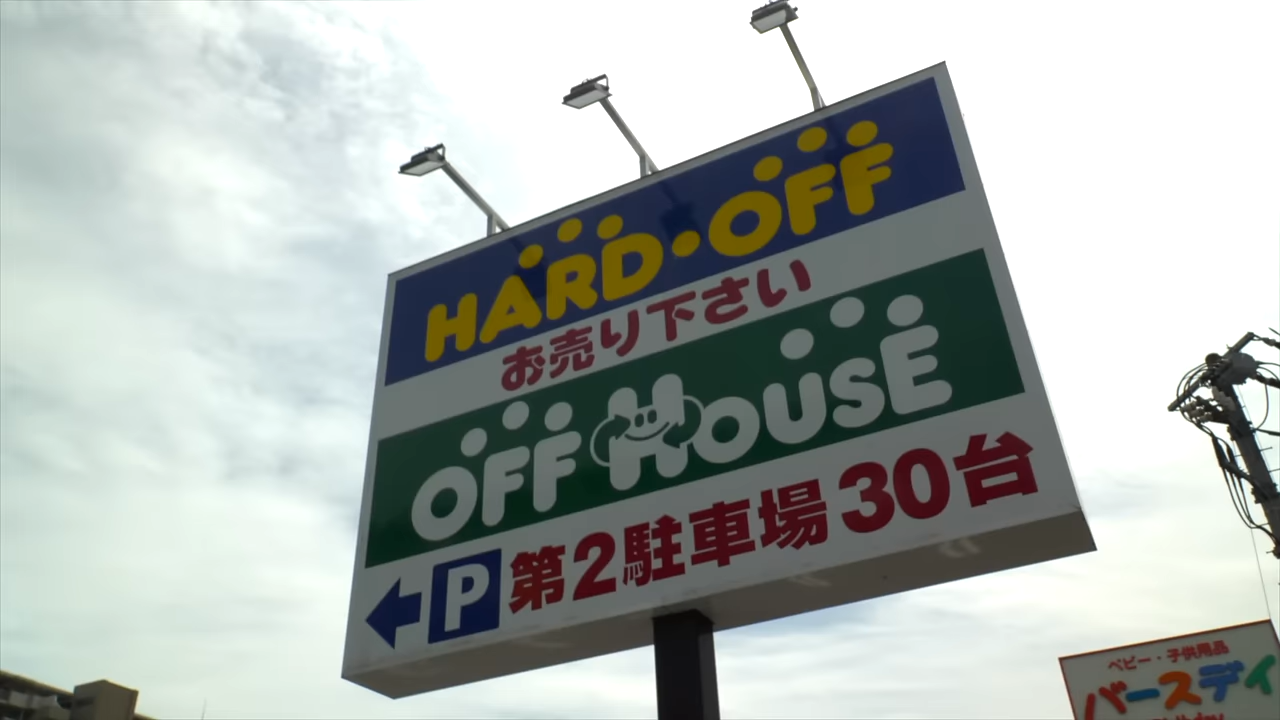 HARD・OFF
お売り下さい
OFF HOUSE
P 第2駐車場30台
ベビー・子供用品
バースデイ